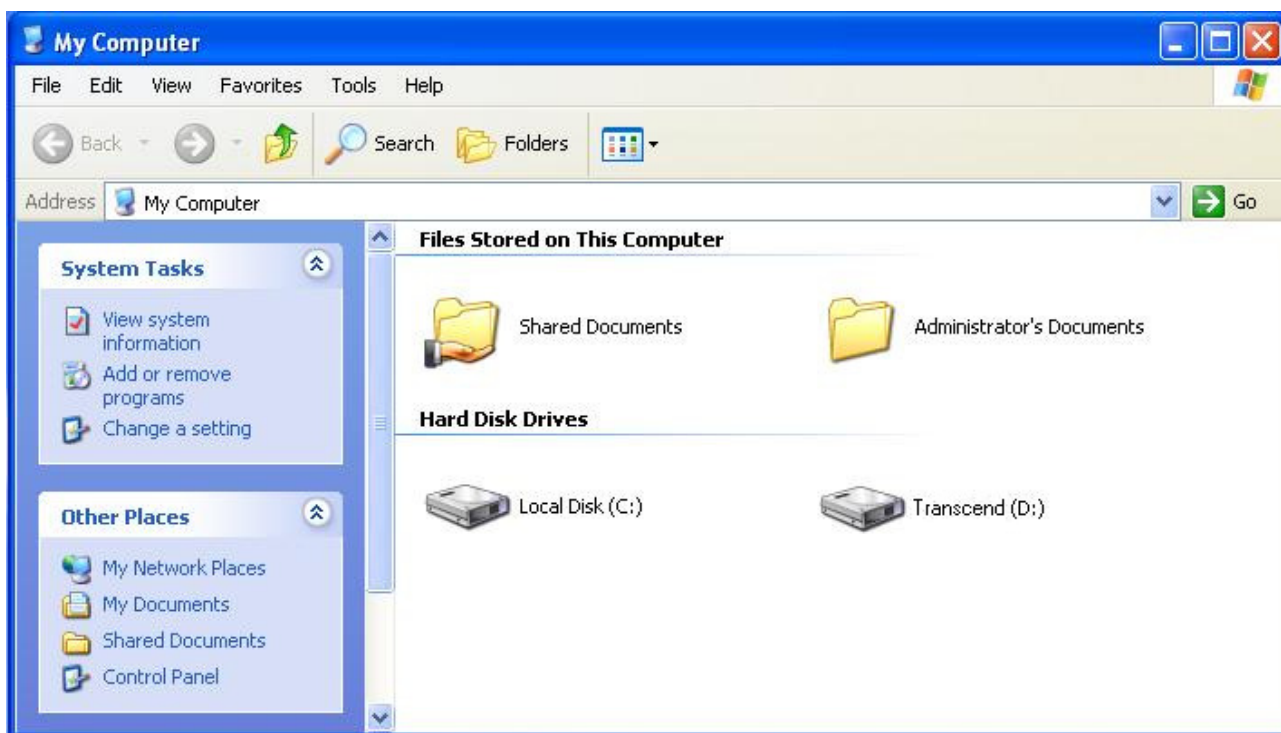 My Computer
File Edit View Favorites Tools Help
Back Search Folders
Address My Computer Go
System Tasks
View system
information
Add or remove
programs
Change a setting
Other Places
My Network Places
My Documents
Shared Documents
Control Panel
Files Stored on This Computer
Shared Documents Administrator's Documents
Hard Disk Drives
Local Disk (C:) Transcend (D:)